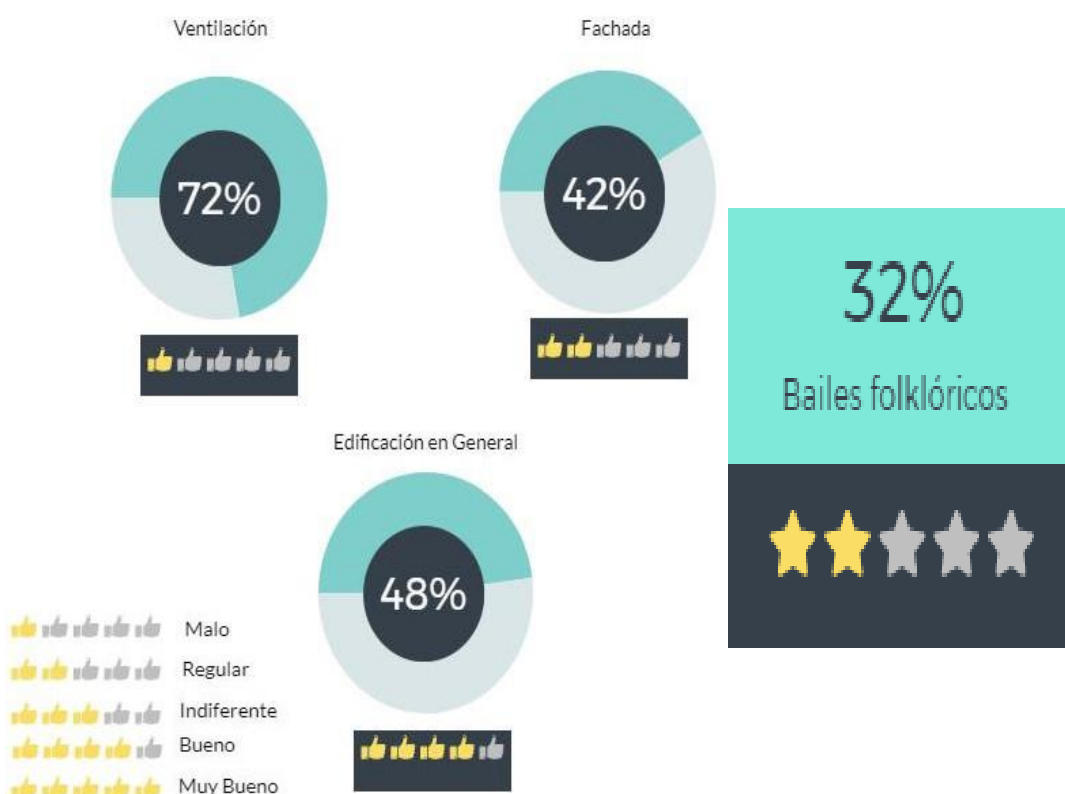 Ventilación
72%
Fachada
42%
32%
Bailes folklóricos
Edificación en General
48%
Malo
Regular
Indiferente
Bueno
Muy Bueno